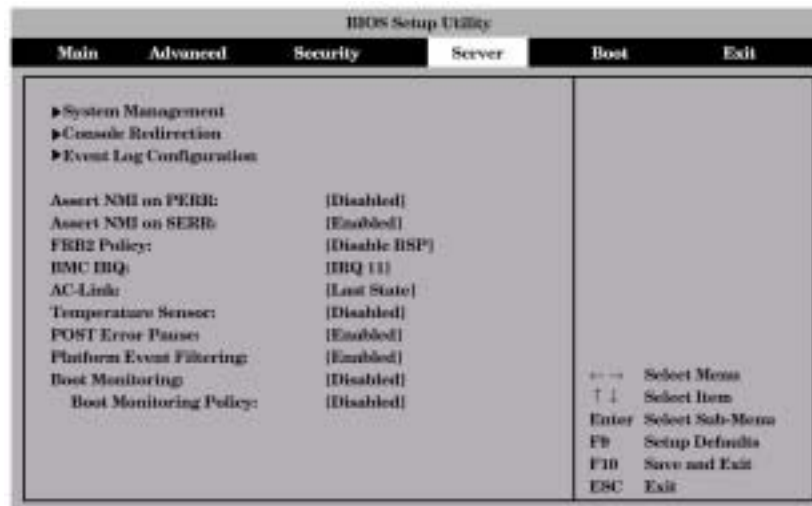 BIOS Setup Utility
Main Advanced Security Server Boot Exit
▶System Management
▶Console Redirection
▶Event Log Configuration
Assert NMI on PERR: [Disabled]
Assert NMI on SERR: [Enabled]
FRB2 Policy: [Disable BSP]
BMC IRQ: [IRQ 11]
AC-Link: [Last State]
Temperature Sensor: [Disabled]
POST Error Pause: [Enabled]
Platform Event Filtering: [Enabled]
Boot Monitoring: [Disabled]
Boot Monitoring Policy: [Disabled]
←→ Select Menu
↑↓ Select Item
Enter Select Sub-Menu
F9 Setup Defaults
F10 Save and Exit
ESC Exit